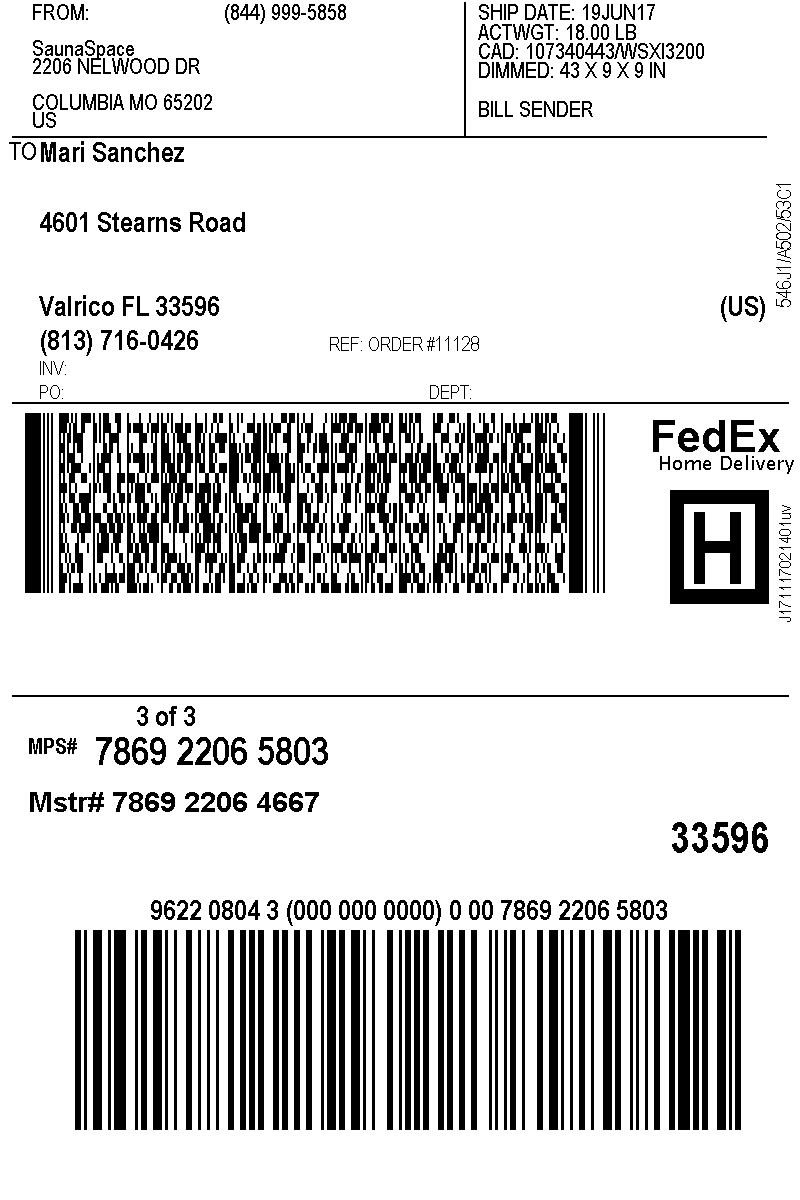 FROM: (844) 999-5858
SaunaSpace
2206 NELWOOD DR
COLUMBIA MO 65202
US
SHIP DATE: 19JUN17
ACTWGT: 18.00 LB
CAD: 107340443/WSXI3200
DIMMED: 43 X 9 X 9 IN
BILL SENDER
TO Mari Sanchez
4601 Stearns Road
Valrico FL 33596 (US)
(813) 716-0426 REF: ORDER #11128
INV:
PO: DEPT:
546J1/A502/53C1
FedEx
Home Delivery
H
J171117021401uv
3 of 3
MPS# 7869 2206 5803
Mstr# 7869 2206 4667
33596
9622 0804 3 (000 000 0000) 0 00 7869 2206 5803